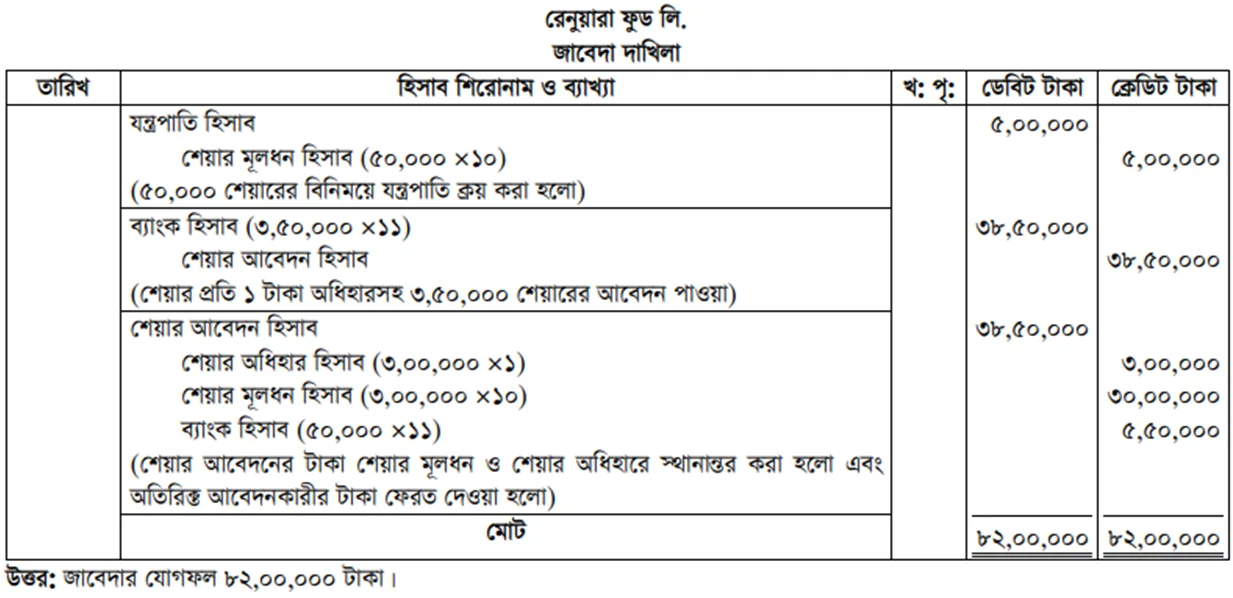 রেনুয়ারা ফুড লি.
জাবেদা দাখিলা
তারিখ হিসাব শিরোনাম ও ব্যাখ্যা খ: পৃ: ডেবিট টাকা ক্রেডিট টাকা
যন্ত্রপাতি হিসাব ৫,০০,০০০
শেয়ার মূলধন হিসাব (৫০,০০০ ×১০) ৫,০০,০০০
(৫০,০০০ শেয়ারের বিনিময়ে যন্ত্রপাতি ক্রয় করা হলো)
ব্যাংক হিসাব (৩,৫০,০০০ ×১১) ৩৮,৫০,০০০
শেয়ার আবেদন হিসাব ৩৮,৫০,০০০
(শেয়ার প্রতি ১ টাকা অধিহারসহ ৩,৫০,০০০ শেয়ারের আবেদন পাওয়া)
শেয়ার আবেদন হিসাব ৩৮,৫০,০০০
শেয়ার অধিহার হিসাব (৩,০০,০০০ ×১) ৩,০০,০০০
শেয়ার মূলধন হিসাব (৩,০০,০০০ ×১০) ৩০,০০,০০০
ব্যাংক হিসাব (৫০,০০০ ×১১) ৫,৫০,০০০
(শেয়ার আবেদনের টাকা শেয়ার মূলধন ও শেয়ার অধিহারে স্থানান্তর করা হলো এবং
অতিরিক্ত আবেদনকারীর টাকা ফেরত দেওয়া হলো)
মোট ৮২,০০,০০০ ৮২,০০,০০০
উত্তর: জাবেদার যোগফল ৮২,০০,০০০ টাকা।